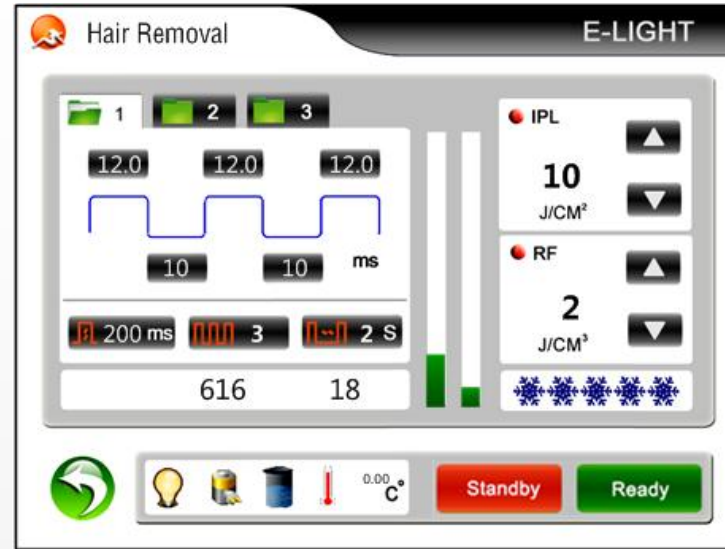 Hair Removal
E-LIGHT
1 2 3
12.0 12.0 12.0
10 10 ms
200 ms 3 2 S
616 18
IPL
10
J/CM²
RF
2
J/CM³
0.00 C°
Standby
Ready